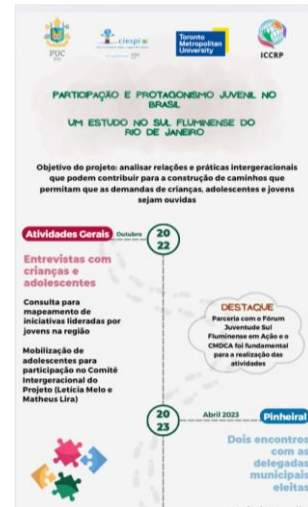 PUC
RIO
ciespi
Toronto
Metropolitan
University
ICCRP
PARTICIPAÇÃO E PROTAGONISMO JUVENIL NO
BRASIL
UM ESTUDO NO SUL FLUMINENSE DO
RIO DE JANEIRO
Objetivo do projeto: analisar relações e práticas intergeracionais
que podem contribuir para a construção de caminhos que
permitam que as demandas de crianças, adolescentes e jovens
sejam ouvidas
Atividades Gerais
Outubro
20
22
Entrevistas com
crianças e
adolescentes
Consulta para
mapeamento de
iniciativas lideradas por
jovens na região
Mobilização de
adolescentes para
participação no Comitê
Intergeracional do
Projeto (Letícia Melo e
Matheus Lira)
DESTAQUE
Parceria com o Fórum
Juventude Sul
Fluminense em Ação e o
CMDCA foi fundamental
para a realização das
atividades
20
23
Abril 2023
Pinheiral
Dois encontros
com as
delegadas
municipais
eleitas